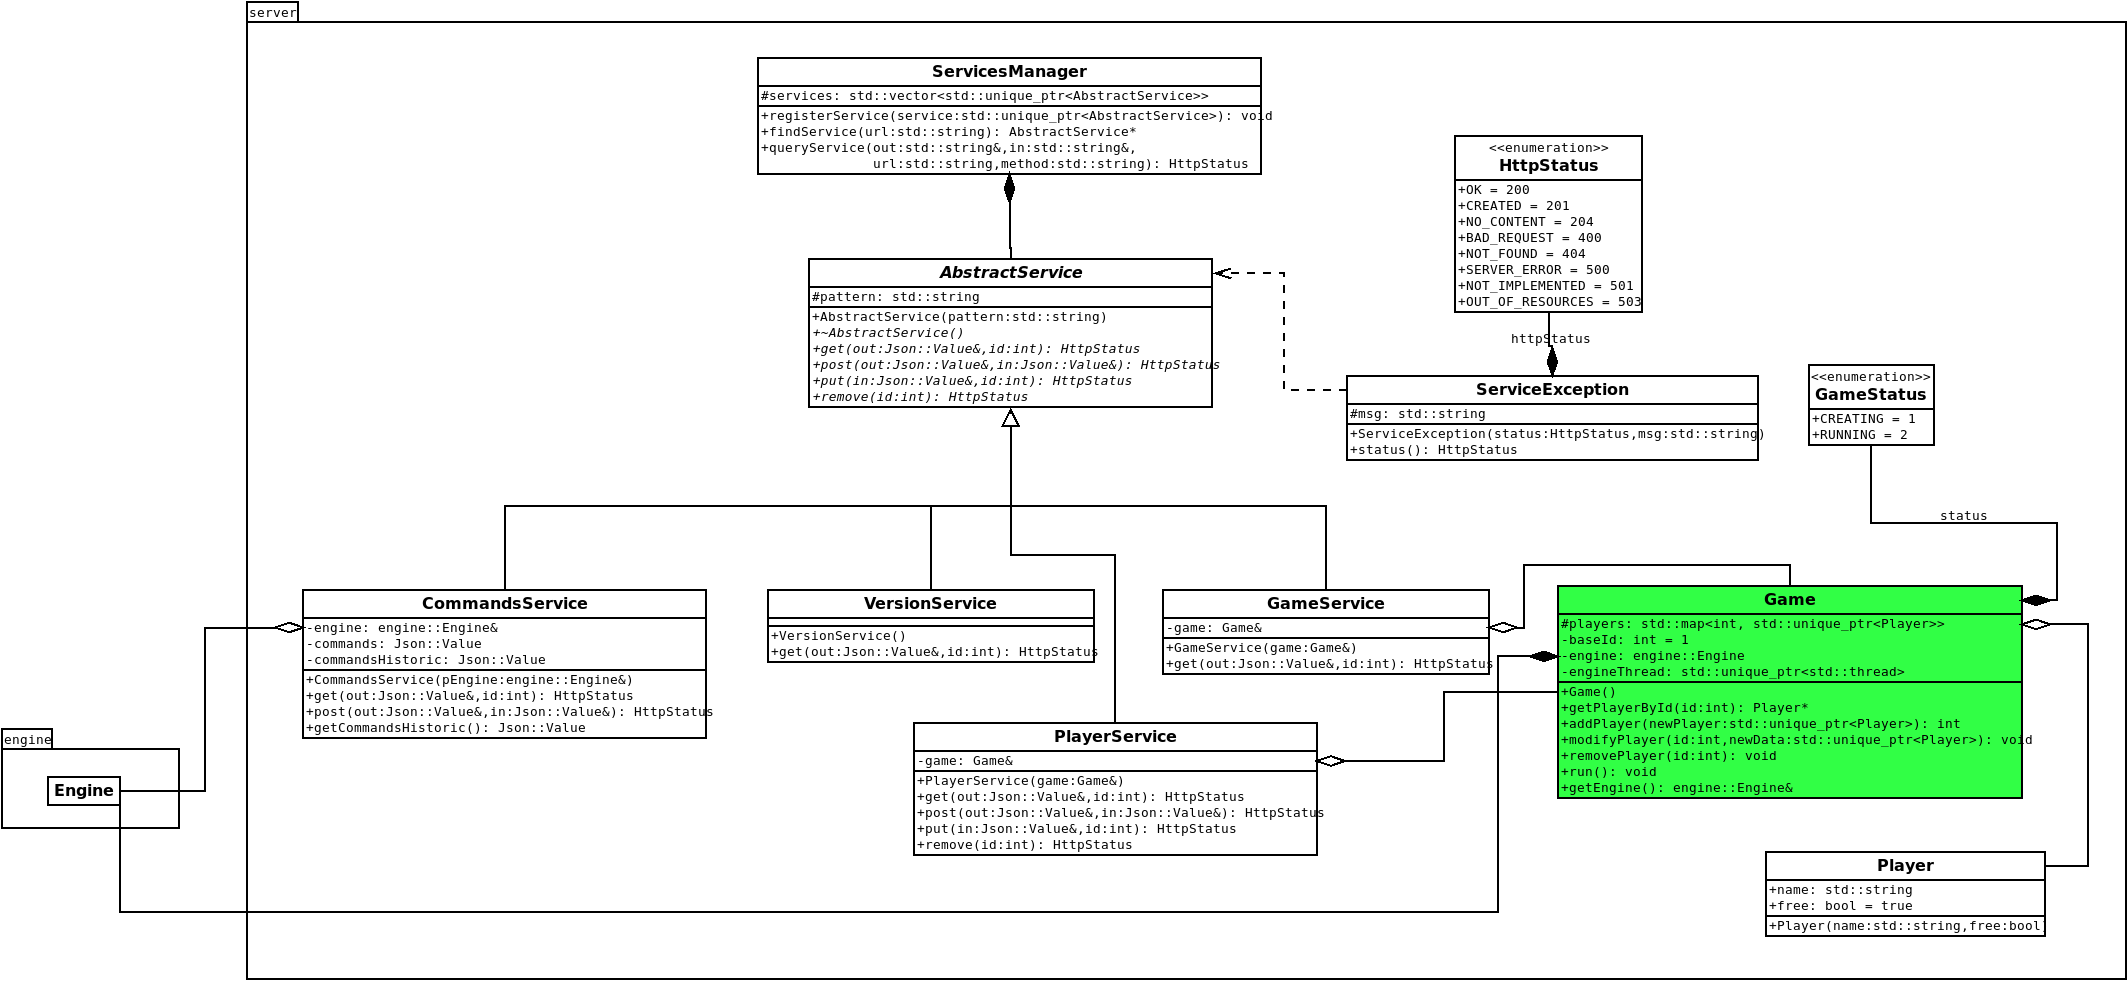 server
ServicesManager
#services: std::vector<std::unique_ptr<AbstractService>>
+registerService(service:std::unique_ptr<AbstractService>): void
+findService(url:std::string): AbstractService*
+queryService(out:std::string&,in:std::string&,
url:std::string,method:std::string): HttpStatus
<<enumeration>>
HttpStatus
+OK = 200
+CREATED = 201
+NO_CONTENT = 204
+BAD_REQUEST = 400
+NOT_FOUND = 404
+SERVER_ERROR = 500
+NOT_IMPLEMENTED = 501
+OUT_OF_RESOURCES = 503
httpStatus
AbstractService
#pattern: std::string
+AbstractService(pattern:std::string)
+~AbstractService()
+get(out:Json::Value&,id:int): HttpStatus
+post(out:Json::Value&,in:Json::Value&): HttpStatus
+put(in:Json::Value&,id:int): HttpStatus
+remove(id:int): HttpStatus
ServiceException
#msg: std::string
+ServiceException(status:HttpStatus,msg:std::string)
+status(): HttpStatus
<<enumeration>>
GameStatus
+CREATING = 1
+RUNNING = 2
status
CommandsService
-engine: engine::Engine&
-commands: Json::Value
-commandsHistoric: Json::Value
+CommandsService(pEngine:engine::Engine&)
+get(out:Json::Value&,id:int): HttpStatus
+post(out:Json::Value&,in:Json::Value&): HttpStatus
+getCommandsHistoric(): Json::Value
VersionService
+VersionService()
+get(out:Json::Value&,id:int): HttpStatus
GameService
-game: Game&
+GameService(game:Game&)
+get(out:Json::Value&,id:int): HttpStatus
Game
#players: std::map<int, std::unique_ptr<Player>>
-baseId: int = 1
-engine: engine::Engine
-engineThread: std::unique_ptr<std::thread>
+Game()
+getPlayerById(id:int): Player*
+addPlayer(newPlayer:std::unique_ptr<Player>): int
+modifyPlayer(id:int,newData:std::unique_ptr<Player>): void
+removePlayer(id:int): void
+run(): void
+getEngine(): engine::Engine&
engine
Engine
PlayerService
-game: Game&
+PlayerService(game:Game&)
+get(out:Json::Value&,id:int): HttpStatus
+post(out:Json::Value&,in:Json::Value&): HttpStatus
+put(in:Json::Value&,id:int): HttpStatus
+remove(id:int): HttpStatus
Player
+name: std::string
+free: bool = true
+Player(name:std::string,free:bool)